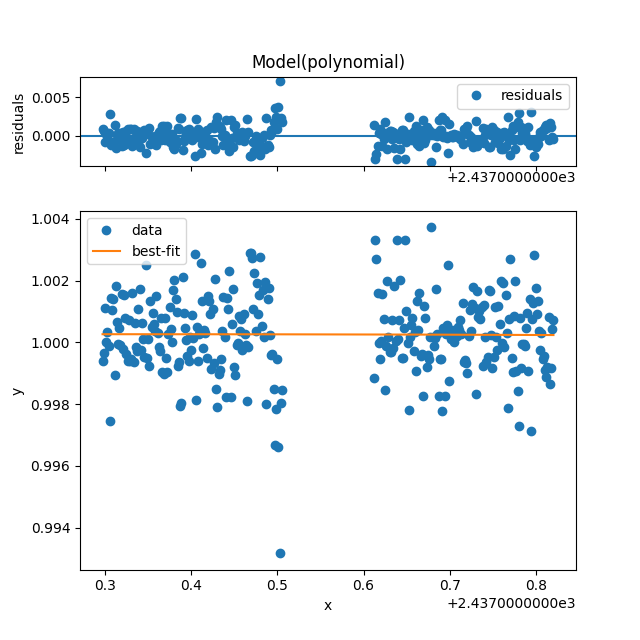 Model(polynomial)
residuals
0.005
0.000
residuals
+2.4370000000e3
1.004
1.002
1.000
0.998
0.996
0.994
y
data
best-fit
0.3 0.4 0.5 0.6 0.7 0.8
x
+2.4370000000e3